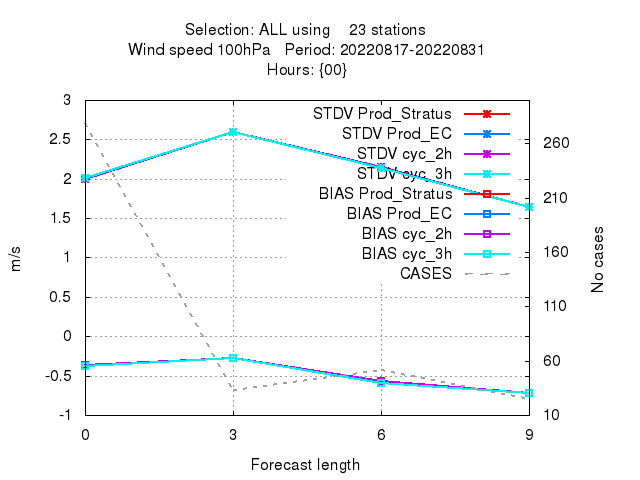 Selection: ALL using    23 stations
Wind speed 100hPa   Period: 20220817-20220831
Hours: {00}
STDV Prod_Stratus
STDV Prod_EC
STDV cyc_2h
STDV cyc_3h
BIAS Prod_Stratus
BIAS Prod_EC
BIAS cyc_2h
BIAS cyc_3h
CASES
3
2.5
2
1.5
1
0.5
0
-0.5
-1
m/s
260
210
160
110
60
10
No cases
0 3 6 9
Forecast length